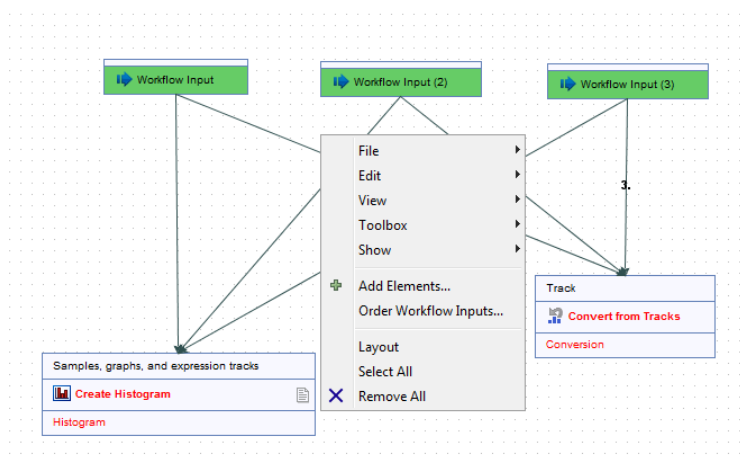 Workflow Input
Workflow Input (2)
Workflow Input (3)
File
Edit
View
Toolbox
Show
Add Elements...
Order Workflow Inputs...
Layout
Select All
Remove All
3.
Track
Convert from Tracks
Conversion
Samples, graphs, and expression tracks
Create Histogram
Histogram